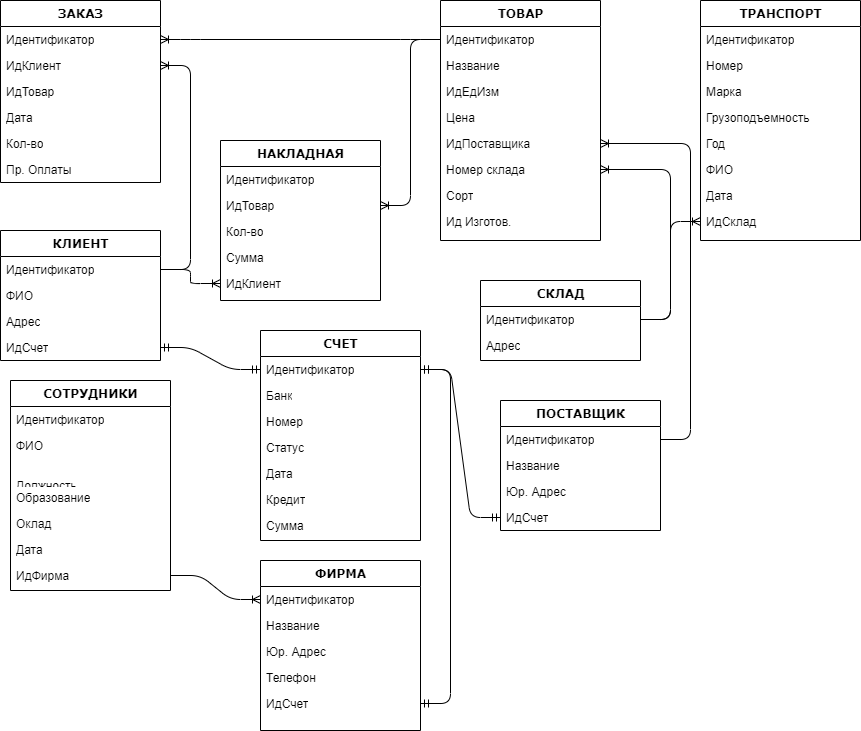 ЗАКАЗ
Идентификатор
ИдКлиент
ИдТовар
Дата
Кол-во
Пр. Оплаты
ТОВАР
Идентификатор
Название
ИдЕдИзм
Цена
ИдПоставщика
Номер склада
Сорт
Ид Изготов.
ТРАНСПОРТ
Идентификатор
Номер
Марка
Грузоподъемность
Год
ФИО
Дата
ИдСклад
НАКЛАДНАЯ
Идентификатор
ИдТовар
Кол-во
Сумма
ИдКлиент
КЛИЕНТ
Идентификатор
ФИО
Адрес
ИдСчет
СКЛАД
Идентификатор
Адрес
СЧЕТ
Идентификатор
Банк
Номер
Статус
Дата
Кредит
Сумма
СОТРУДНИКИ
Идентификатор
ФИО
Должность
Образование
Оклад
Дата
ИдФирма
ПОСТАВЩИК
Идентификатор
Название
Юр. Адрес
ИдСчет
ФИРМА
Идентификатор
Название
Юр. Адрес
Телефон
ИдСчет